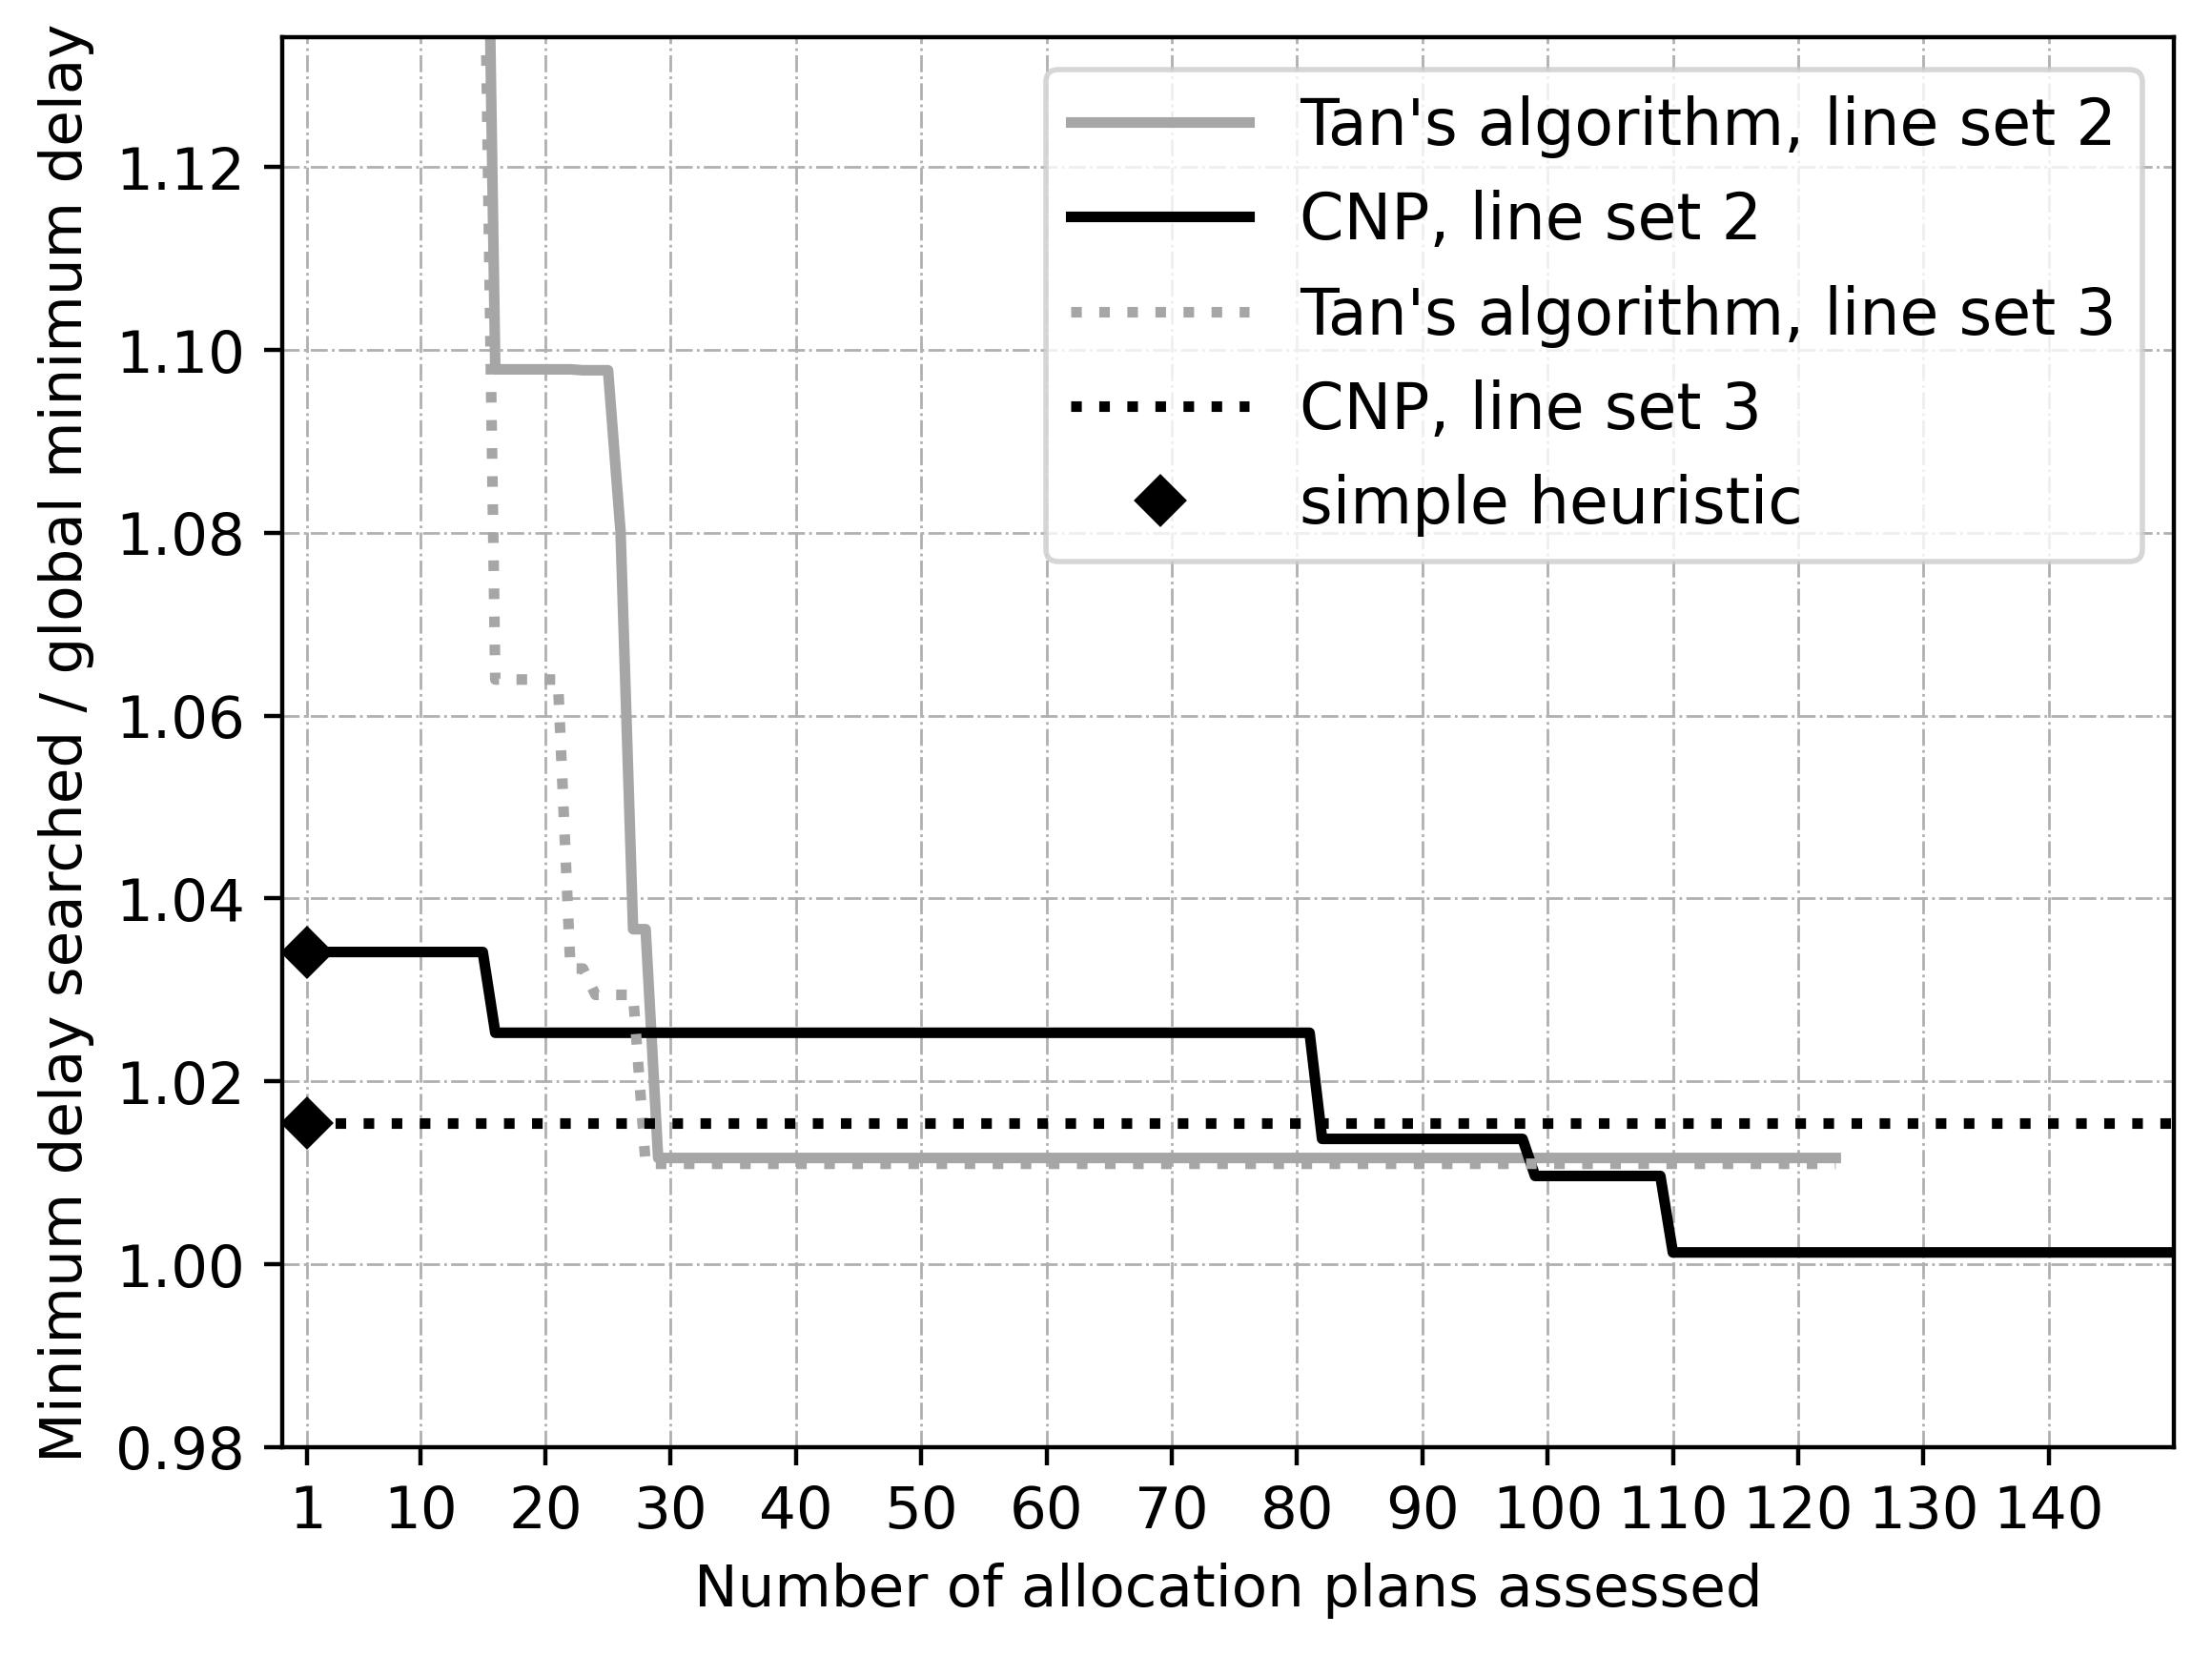 Minimum delay searched / global minimum delay
1.12
1.10
1.08
1.06
1.04
1.02
1.00
0.98
Tan's algorithm, line set 2
CNP, line set 2
Tan's algorithm, line set 3
CNP, line set 3
simple heuristic
1 10 20 30 40 50 60 70 80 90 100 110 120 130 140
Number of allocation plans assessed